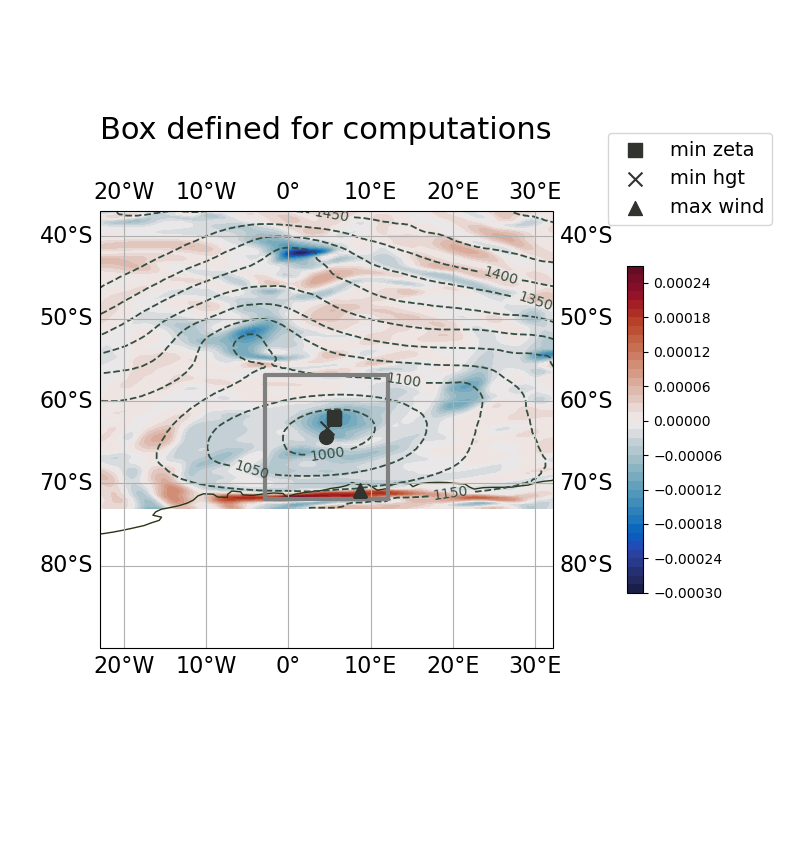 Box defined for computations
min zeta
min hgt
max wind
20°W 10°W 0° 10°E 20°E 30°E
40°S 40°S
50°S 50°S
60°S 60°S
70°S 70°S
80°S 80°S
1450
1400
1350
1100
1050
1000
1150
20°W 10°W 0° 10°E 20°E 30°E
0.00024
0.00018
0.00012
0.00006
0.00000
−0.00006
−0.00012
−0.00018
−0.00024
−0.00030